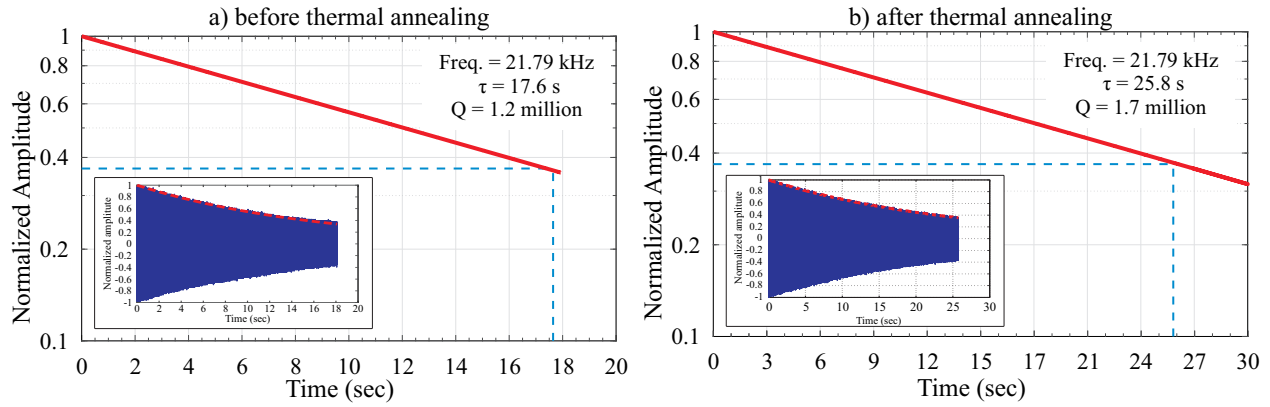 a) before thermal annealing
Normalized Amplitude
1
0.8
0.6
0.4
0.2
0.1
Freq. = 21.79 kHz
τ = 17.6 s
Q = 1.2 million
Normalized amplitude
1
0.8
0.6
0.4
0.2
0
-0.2
-0.4
-0.6
-0.8
-1
0 2 4 6 8 10 12 14 16 18 20
Time (sec)
0 2 4 6 8 10 12 14 16 18 20
Time (sec)
b) after thermal annealing
Normalized Amplitude
1
0.8
0.6
0.4
0.2
0.1
Freq. = 21.79 kHz
τ = 25.8 s
Q = 1.7 million
Normalized amplitude
1
0.8
0.6
0.4
0.2
0
-0.2
-0.4
-0.6
-0.8
-1
0 5 10 15 20 25 30
Time (sec)
0 3 6 9 12 15 18 21 24 27 30
Time (sec)